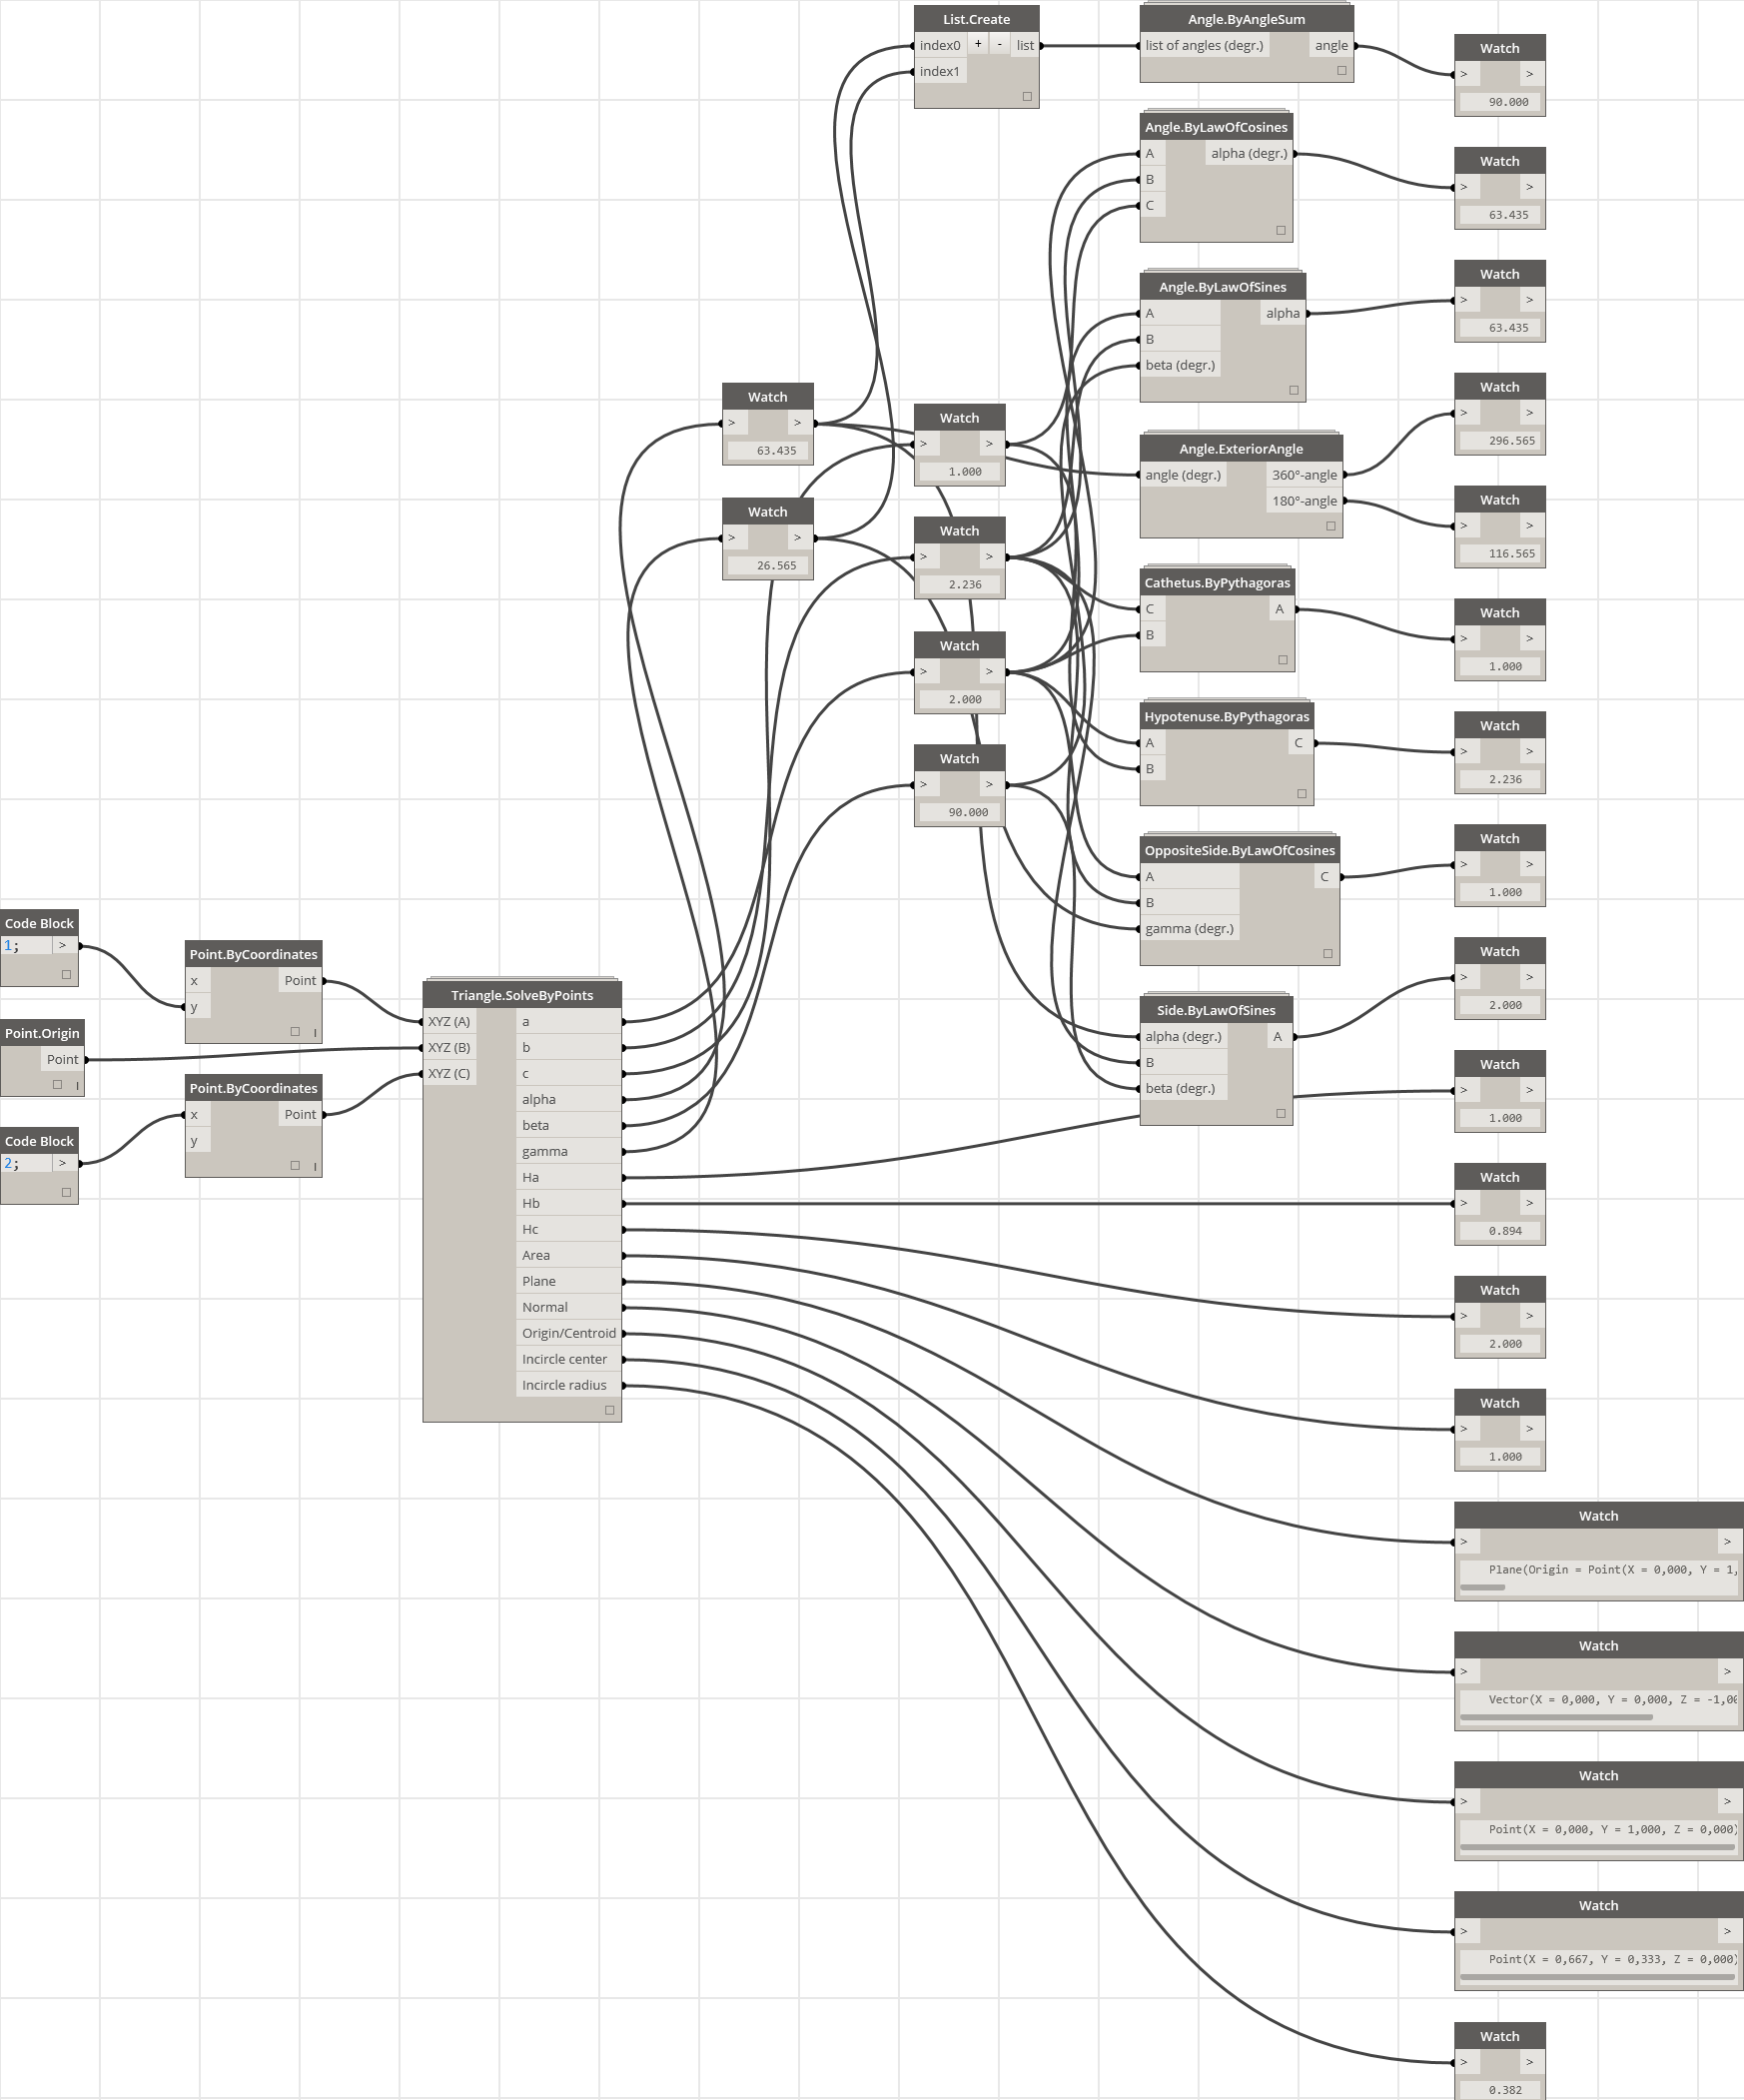 List.Create
index0 + - list
index1
Angle.ByAngleSum
list of angles (degr.) angle
Watch
> >
90.000
Angle.ByLawOfCosines
A alpha (degr.)
B
C
Watch
> >
63.435
Angle.ByLawOfSines
A alpha
B
beta (degr.)
Watch
> >
63.435
Watch
> >
63.435
Watch
> >
1.000
Angle.ExteriorAngle
angle (degr.) 360°-angle
180°-angle
Watch
> >
296.565
Watch
> >
116.565
Watch
> >
26.565
Watch
> >
2.236
Cathetus.ByPythagoras
C A
B
Watch
> >
1.000
Watch
> >
2.000
Hypotenuse.ByPythagoras
A C
B
Watch
> >
2.236
Watch
> >
90.000
OppositeSide.ByLawOfCosines
A C
B
gamma (degr.)
Watch
> >
1.000
Code Block
1; >
Point.ByCoordinates
x Point
y
Point.Origin
Point
Point.ByCoordinates
x Point
y
Code Block
2; >
Triangle.SolveByPoints
XYZ (A) a
XYZ (B) b
XYZ (C) c
alpha
beta
gamma
Ha
Hb
Hc
Area
Plane
Normal
Origin/Centroid
Incircle center
Incircle radius
Side.ByLawOfSines
alpha (degr.) A
B
beta (degr.)
Watch
> >
2.000
Watch
> >
1.000
Watch
> >
0.894
Watch
> >
2.000
Watch
> >
1.000
Watch
> >
Plane(Origin = Point(X = 0,000, Y = 1,
Watch
> >
Vector(X = 0,000, Y = 0,000, Z = -1,00
Watch
> >
Point(X = 0,000, Y = 1,000, Z = 0,000)
Watch
> >
Point(X = 0,667, Y = 0,333, Z = 0,000)
Watch
> >
0.382